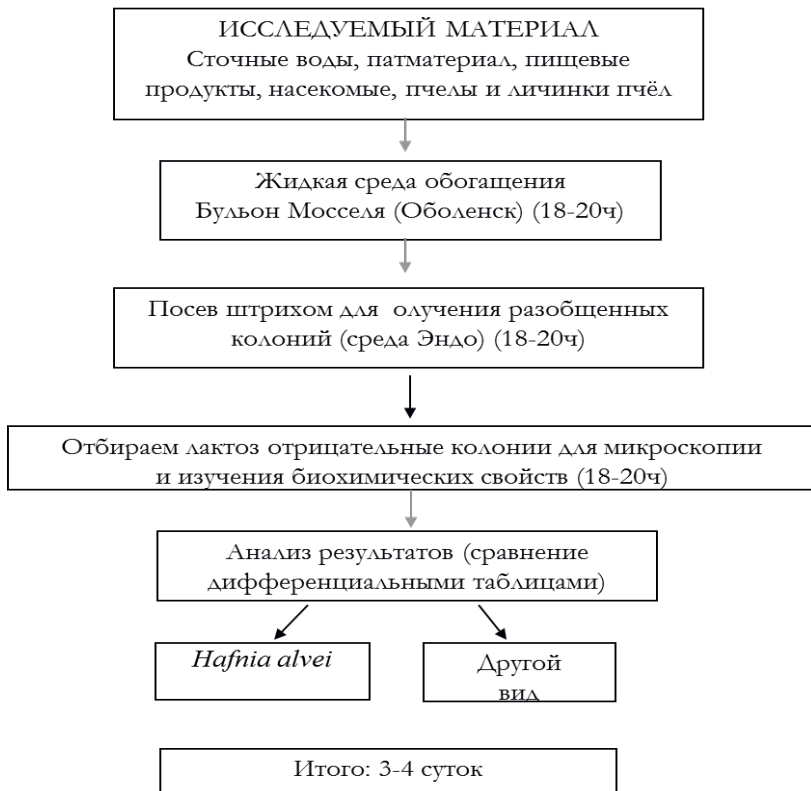 ИССЛЕДУЕМЫЙ МАТЕРИАЛ
Сточные воды, патматериал, пищевые
продукты, насекомые, пчелы и личинки пчёл
Жидкая среда обогащения
Бульон Мосселя (Оболенск) (18-20ч)
Посев штрихом для олучения разобщенных
колоний (среда Эндо) (18-20ч)
Отбираем лактоз отрицательные колонии для микроскопии
и изучения биохимических свойств (18-20ч)
Анализ результатов (сравнение
дифференциальными таблицами)
Hafnia alvei
Другой
вид
Итого: 3-4 суток